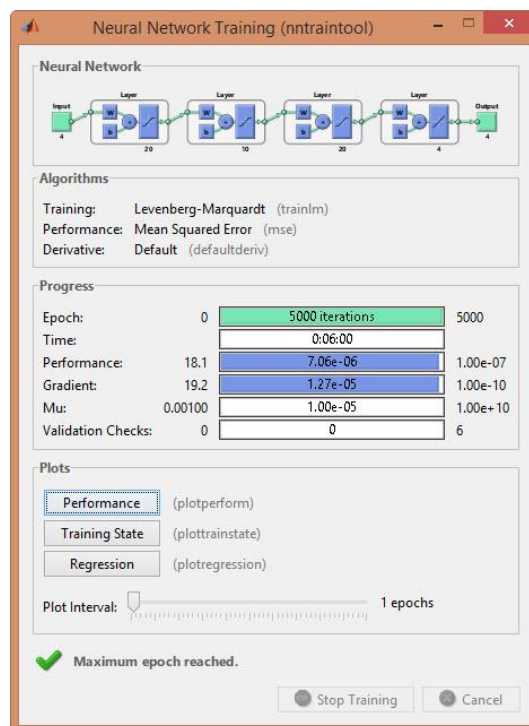 Neural Network Training (nntraintool)
Neural Network
Layer Layer Layer Layer
Input Output
W W W W
b b b b
4 20 10 20 4 4
Algorithms
Training: Levenberg-Marquardt (trainlm)
Performance: Mean Squared Error (mse)
Derivative: Default (defaultderiv)
Progress
Epoch: 0 5000 iterations 5000
Time: 0:06:00
Performance: 18.1 7.06e-06 1.00e-07
Gradient: 19.2 1.27e-05 1.00e-10
Mu: 0.00100 1.00e-05 1.00e+10
Validation Checks: 0 0 6
Plots
Performance (plotperform)
Training State (plottrainstate)
Regression (plotregression)
Plot Interval: 1 epochs
Maximum epoch reached.
Stop Training Cancel